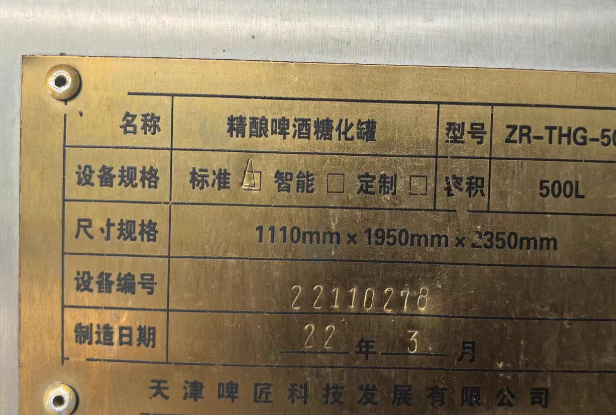 名称 精酿啤酒糖化罐 型号 ZR-THG-50
设备规格 标准 ☑ 智能 □ 定制 □ 容积 500L
尺寸规格 1110mm x 1950mm x 2350mm
设备编号 22110278
制造日期 22 年 3 月
天津啤匠科技发展有限公司